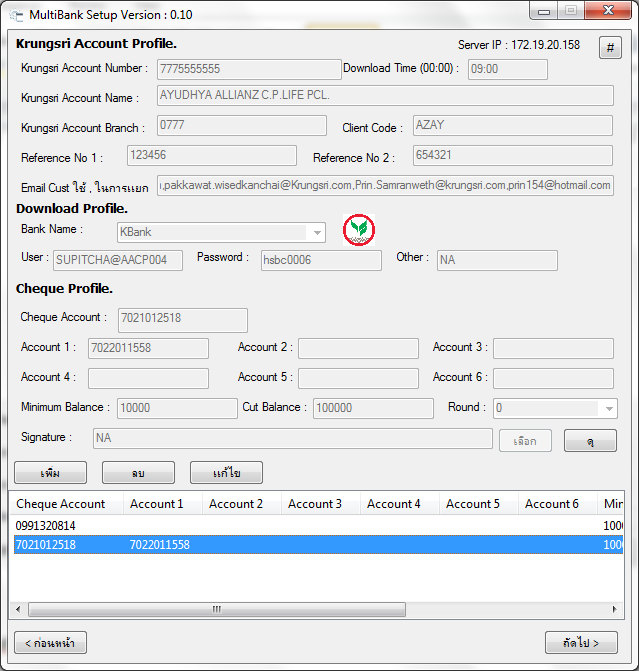 MultiBank Setup Version : 0.10
Krungsri Account Profile. Server IP : 172.19.20.158 #
Krungsri Account Number : 7775555555 Download Time (00:00) : 09:00
Krungsri Account Name : AYUDHYA ALLIANZ C.P.LIFE PCL.
Krungsri Account Branch : 0777 Client Code : AZAY
Reference No 1 : 123456 Reference No 2 : 654321
Email Cust ใช้ , ในการแยก ,pakkawat.wisedkanchai@Krungsri.com,Prin.Samranweth@krungsri.com,prin154@hotmail.com
Download Profile.
Bank Name : KBank
User : SUPITCHA@AACP004 Password : hsbc0006 Other : NA
Cheque Profile.
Cheque Account : 7021012518
Account 1 : 7022011558 Account 2 : Account 3 :
Account 4 : Account 5 : Account 6 :
Minimum Balance : 10000 Cut Balance : 100000 Round : 0
Signature : NA เลือก ดุ
เพิ่ม ลบ แก้ไข
Cheque Account Account 1 Account 2 Account 3 Account 4 Account 5 Account 6 Min
0991320814 1000
7021012518 7022011558 1000
< ก่อนหน้า ถัดไป >